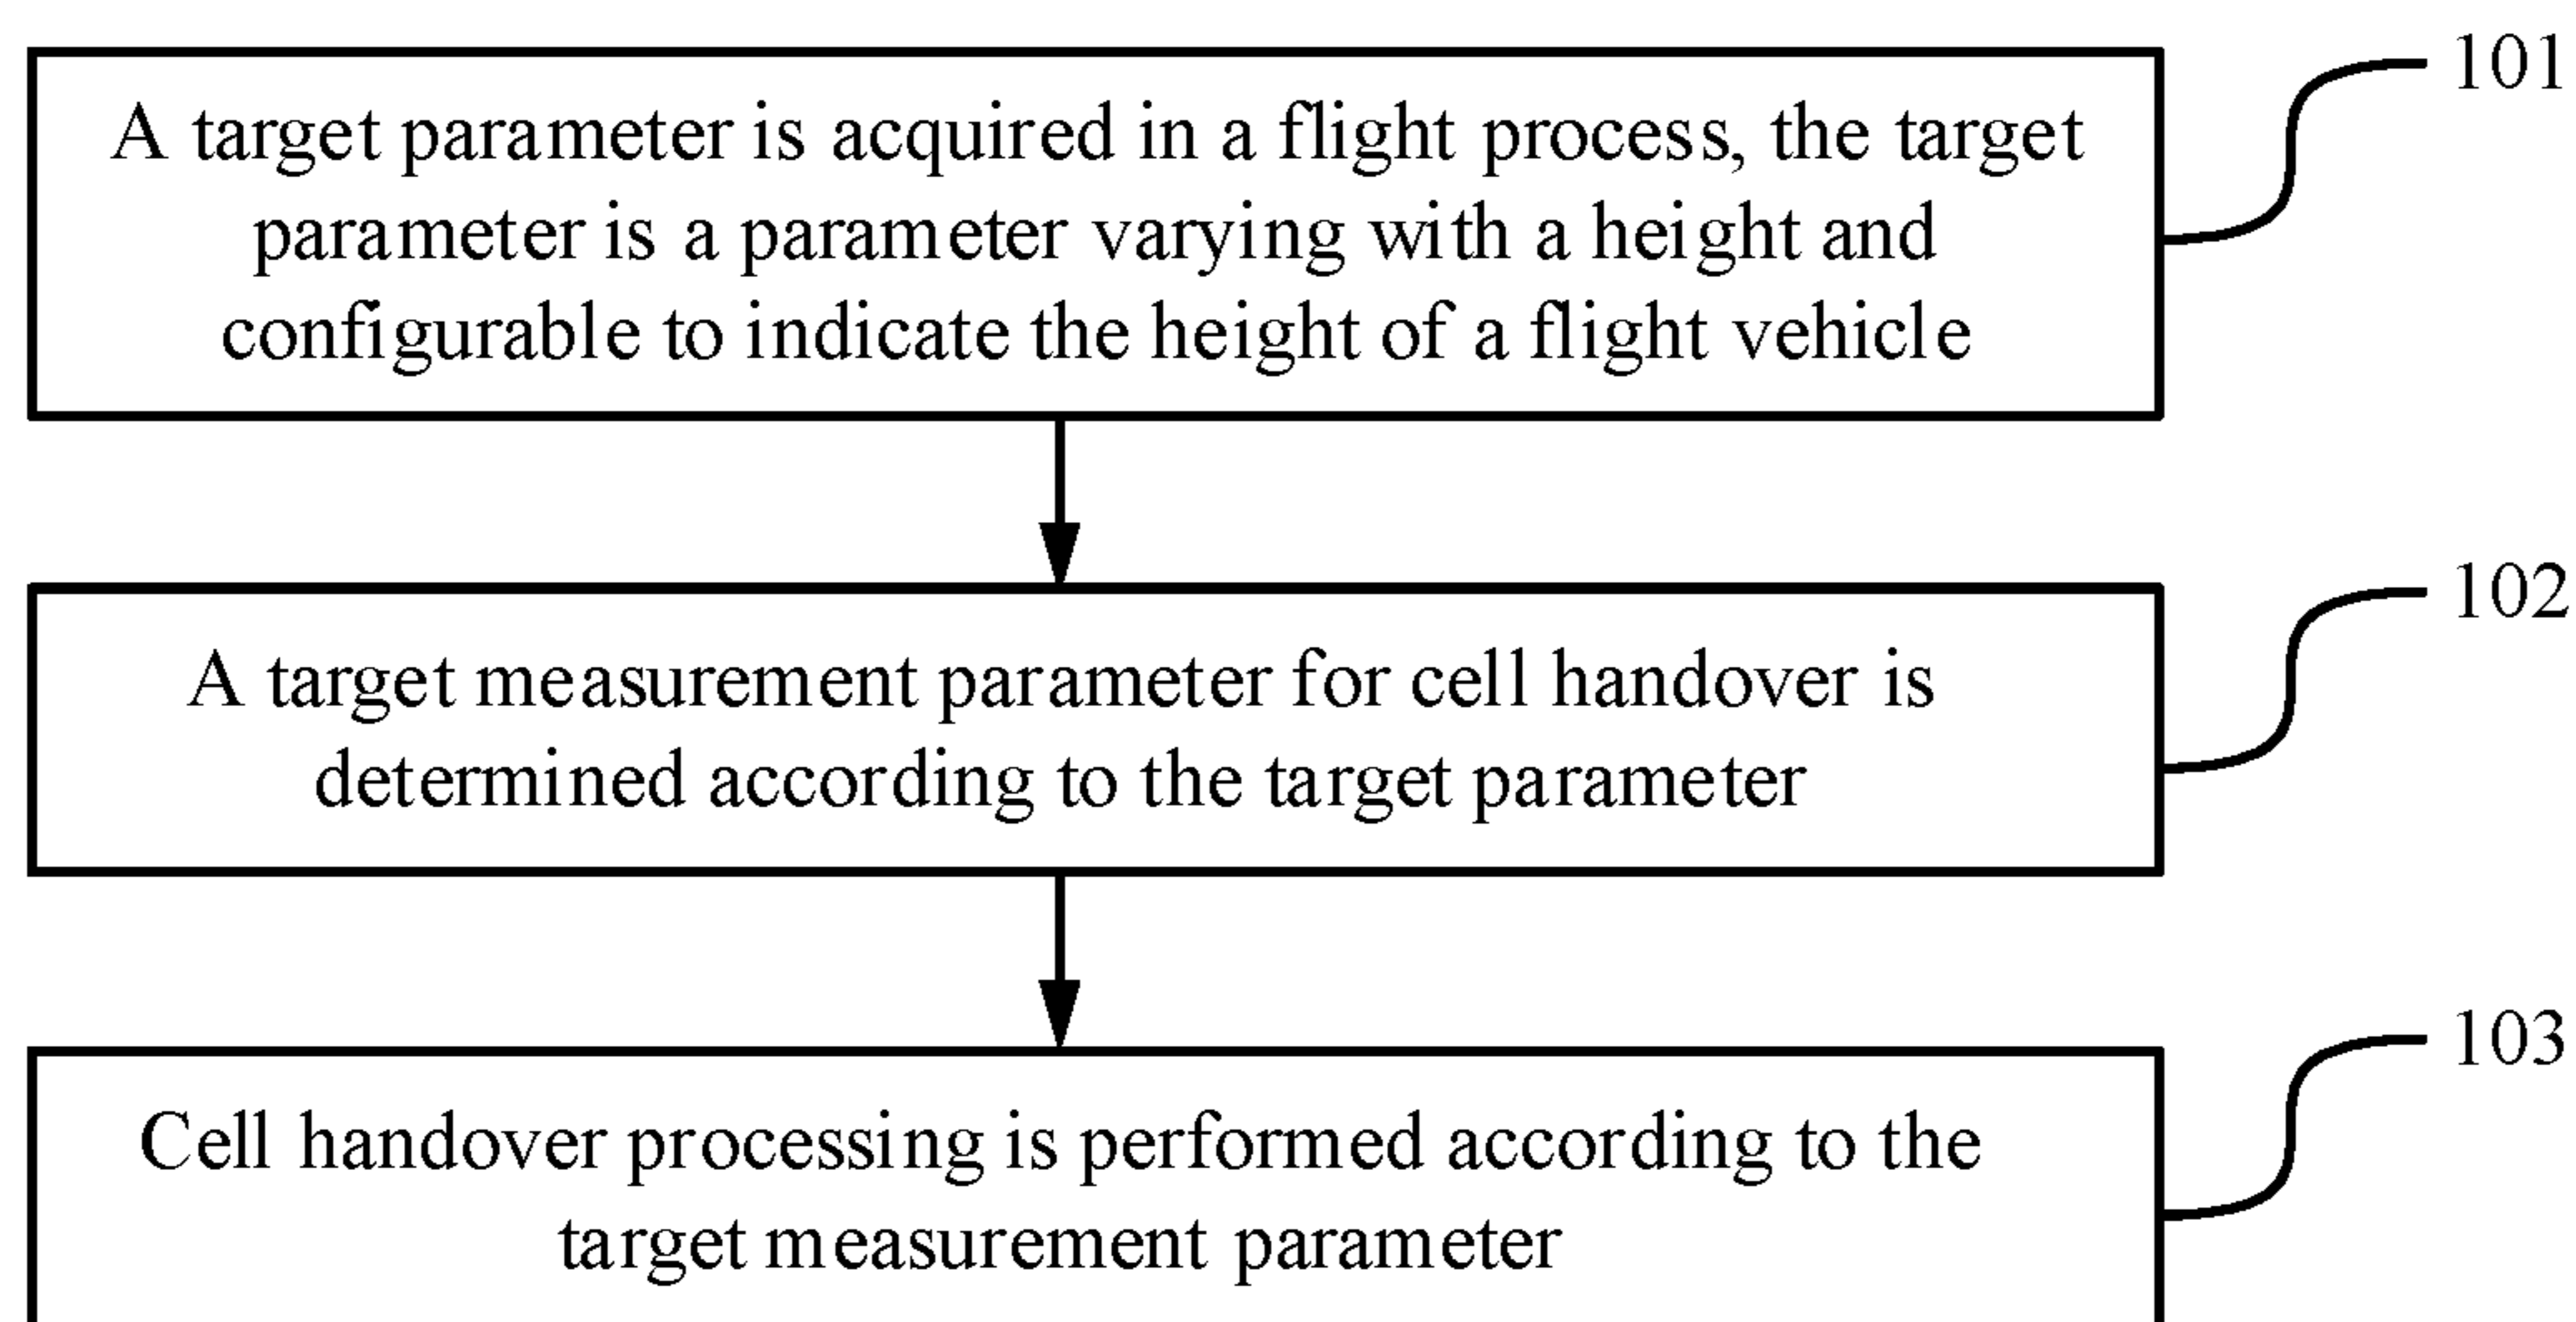 101
A target parameter is acquired in a flight process, the target
parameter is a parameter varying with a height and
configurable to indicate the height of a flight vehicle
102
A target measurement parameter for cell handover is
determined according to the target parameter
103
Cell handover processing is performed according to the
target measurement parameter